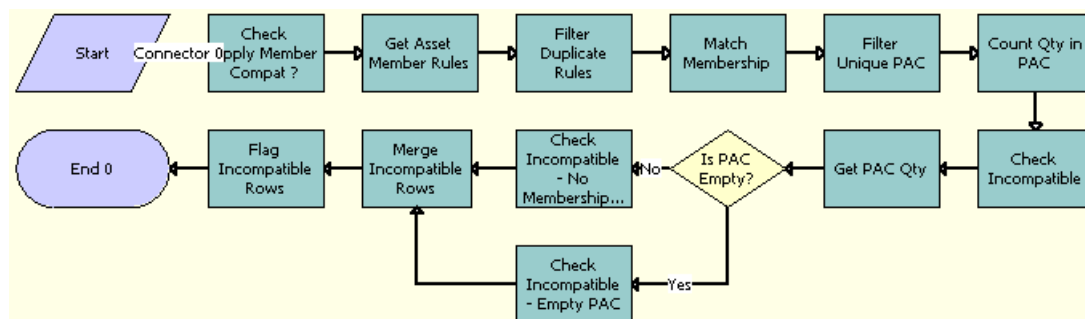 Start
Connector 0
Check
pply Member
Compat ?
Get Asset
Member Rules
Filter
Duplicate
Rules
Match
Membership
Filter
Unique PAC
Count Qty in
PAC
End 0
Flag
Incompatible
Rows
Merge
Incompatible
Rows
Check
Incompatible
- No
Membership...
No
Is PAC
Empty?
Get PAC Qty
Check
Incompatible
Check
Incompatible
- Empty PAC
Yes